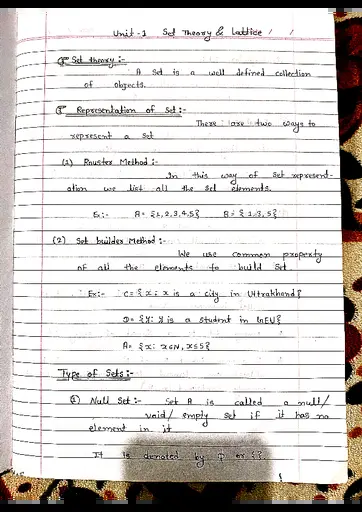 Unit-1 Set Theory & Lattice / /
Set theory :-
A Set is a well defined collection
of objects.
Representation of Set :-
There are two ways to
represent a set
(1) Rouster Method :-
In this way of Set represent-
ation we list all the set elements.
Ex:- A= {1,2,3,4,5} B= {1,3,5}
(2) Set builder Method :-
We use common property
of all the elements to build Set.
Ex:- C= {x : x is a city in Uttrakhand}
D= {y : y is a student in GEU}
A= {x : x∈N, x≤5}
Type of Sets :-
(1) Null Set :- Set A is called a null/
void/ empty set if it has no
element in it
It is denoted by φ or {}.